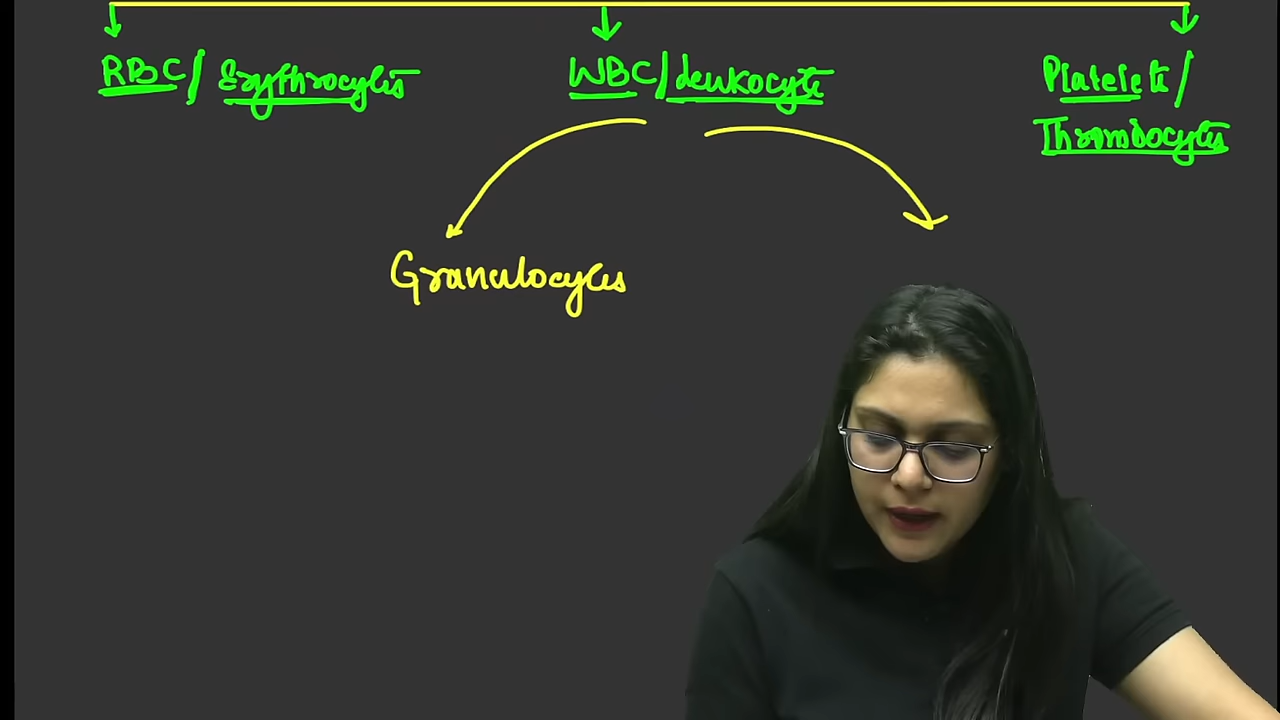 RBC/ Erythrocytes
WBC/Leukocyte
Platelets/
Thrombocytes
Granulocytes